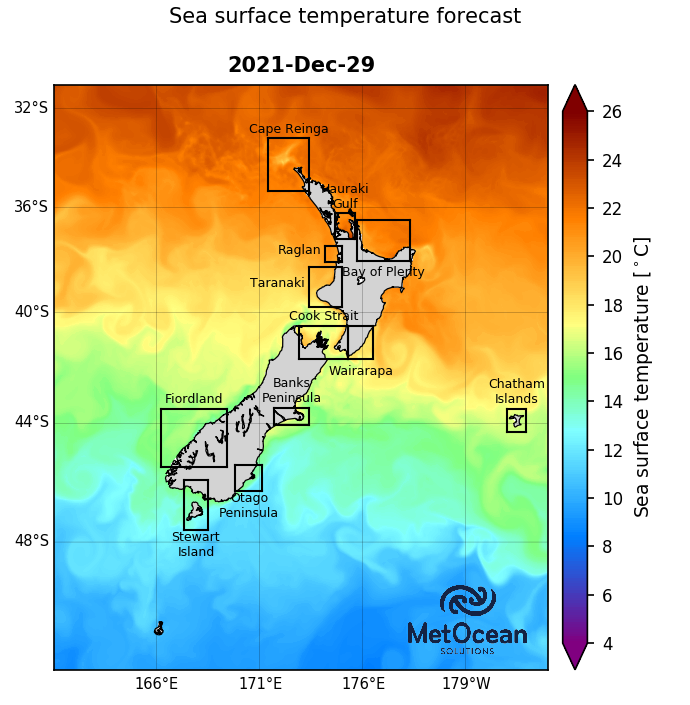 Sea surface temperature forecast
2021-Dec-29
32°S
36°S
40°S
44°S
48°S
Cape Reinga
Hauraki
Gulf
Raglan
Bay of Plenty
Taranaki
Cook Strait
Wairarapa
Banks
Peninsula
Fiordland
Chatham
Islands
Otago
Peninsula
Stewart
Island
MetOcean
SOLUTIONS
166°E
171°E
176°E
179°W
26
24
22
20
18
16
14
12
10
8
6
4
Sea surface temperature [°C]